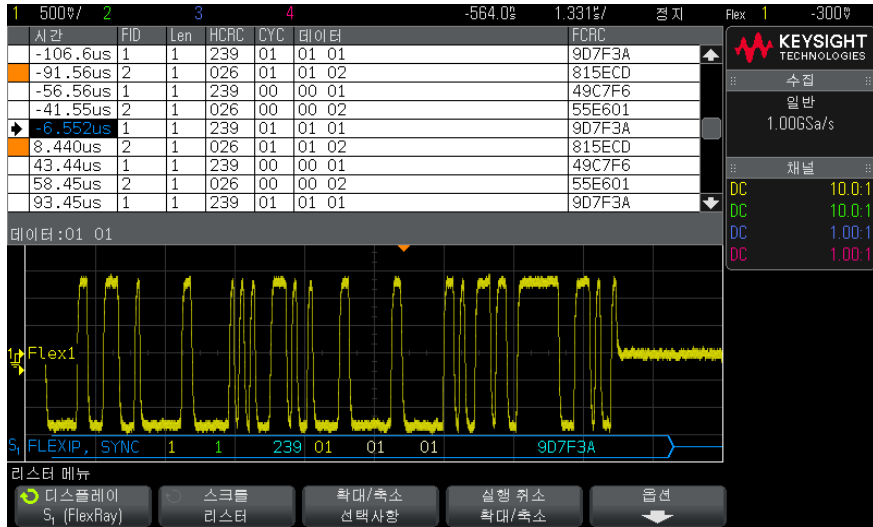 1 500♉/ 2 3 4 -564.0 1.331 / 정지 Flex 1 -300
시간 FID Len HCRC CYC 데이터 FCRC
-106.6us 1 1 239 01 01 01 9D7F3A
-91.56us 2 1 026 01 01 02 815ECD
-56.56us 1 1 239 00 00 01 49C7F6
-41.55us 2 1 026 00 00 02 55E601
-6.552us 1 1 239 01 01 01 9D7F3A
8.440us 2 1 026 01 01 02 815ECD
43.44us 1 1 239 00 00 01 49C7F6
58.45us 2 1 026 00 00 02 55E601
93.45us 1 1 239 01 01 01 9D7F3A
데이터:01 01
KEYSIGHT
TECHNOLOGIES
수집
일반
1.00GSa/s
채널
DC 10.0:1
DC 10.0:1
DC 1.00:1
DC 1.00:1
1 Flex1
S1 FLEXIP, SYNC 1 1 239 01 01 01 9D7F3A
리스터 메뉴
디스플레이
S1 (FlexRay)
스크롤
리스터
확대/축소
선택사항
실행 취소
확대/축소
옵션